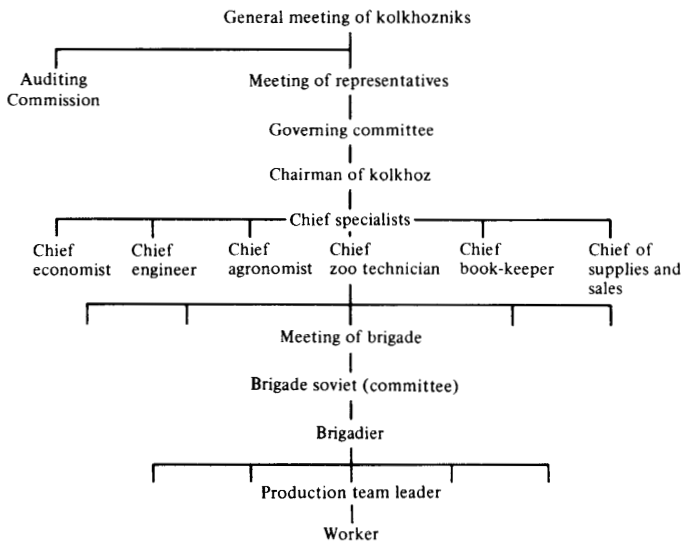 General meeting of kolkhozniks
Auditing
Commission
Meeting of representatives
Governing committee
Chairman of kolkhoz
Chief specialists
Chief
economist
Chief
engineer
Chief
agronomist
Chief
zoo technician
Chief
book-keeper
Chief of
supplies and
sales
Meeting of brigade
Brigade soviet (committee)
Brigadier
Production team leader
Worker